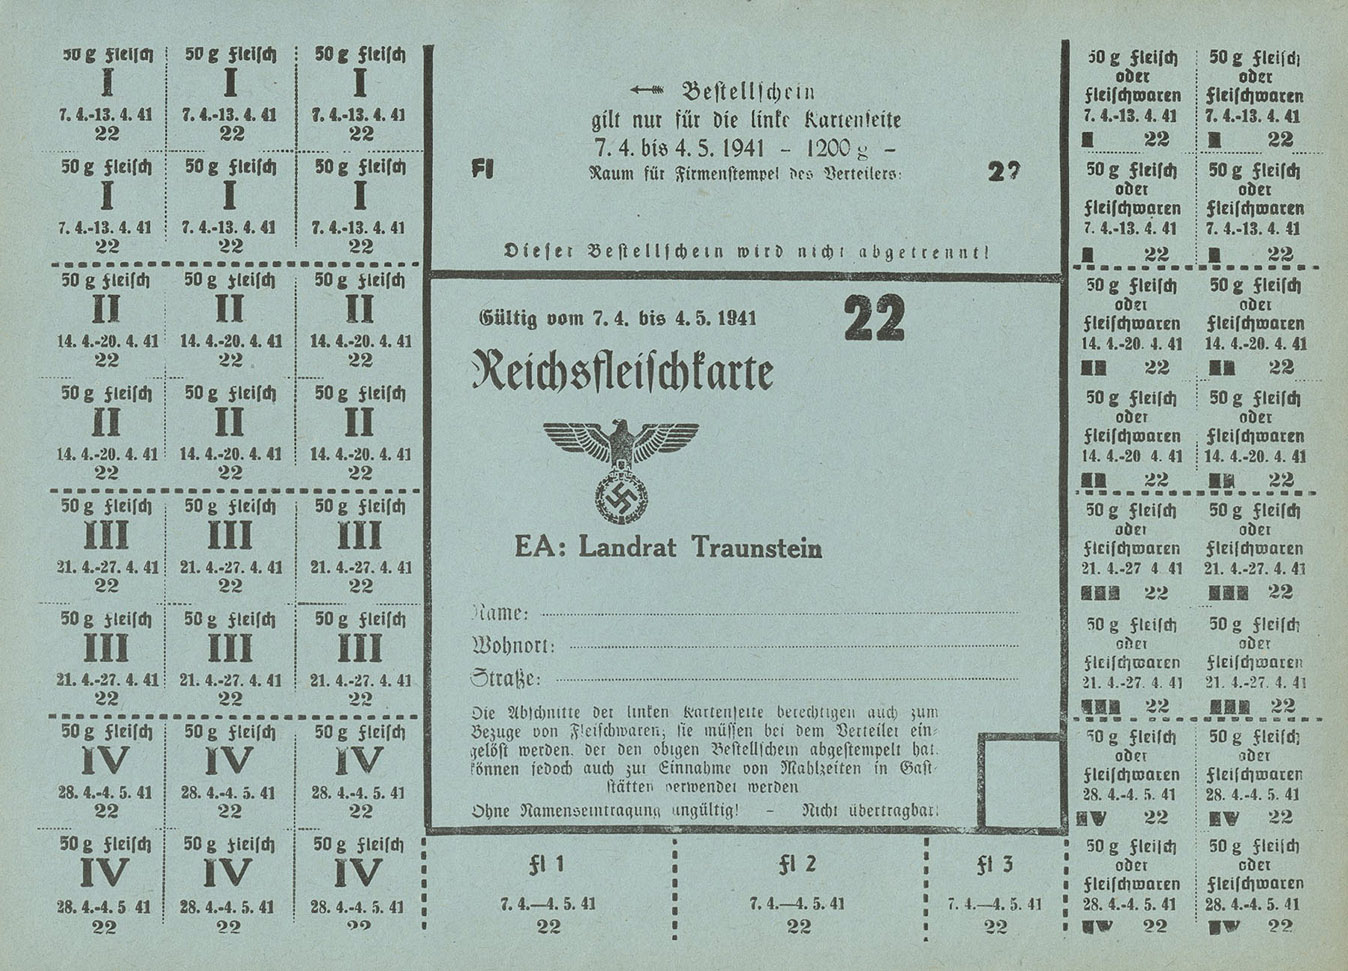 50 g Fleisch 50 g Fleisch 50 g Fleisch
I I I
7. 4.-13. 4. 41 7. 4.-13. 4. 41 7. 4.-13. 4. 41
22 22 22
50 g Fleisch 50 g Fleisch 50 g Fleisch
I I I
7. 4.-13. 4. 41 7. 4.-13. 4. 41 7. 4.-13. 4. 41
22 22 22
50 g Fleisch 50 g Fleisch 50 g Fleisch
II II II
14. 4.-20. 4. 41 14. 4.-20. 4. 41 14. 4.-20. 4. 41
22 22 22
50 g Fleisch 50 g Fleisch 50 g Fleisch
II II II
14. 4.-20. 4. 41 14. 4.-20. 4. 41 14. 4.-20. 4. 41
22 22 22
50 g Fleisch 50 g Fleisch 50 g Fleisch
III III III
21. 4.-27. 4. 41 21. 4.-27. 4. 41 21. 4.-27. 4. 41
22 22 22
50 g Fleisch 50 g Fleisch 50 g Fleisch
III III III
21. 4.-27. 4. 41 21. 4.-27. 4. 41 21. 4.-27. 4. 41
22 22 22
50 g Fleisch 50 g Fleisch 50 g Fleisch
IV IV IV
28. 4.-4. 5. 41 28. 4.-4. 5. 41 28. 4.-4. 5. 41
22 22 22
50 g Fleisch 50 g Fleisch 50 g Fleisch
IV IV IV
28. 4.-4. 5 41 28. 4.-4. 5. 41 28. 4.-4. 5. 41
22 22 22
Bestellschein
gilt nur für die linke Kartenseite
7. 4. bis 4. 5. 1941 - 1200 g -
Fl Raum für Firmenstempel des Verteilers: 22
Dieser Bestellschein wird nicht abgetrennt!
Gültig vom 7. 4. bis 4. 5. 1941 22
Reichsfleischkarte
EA: Landrat Traunstein
Name:
Wohnort:
Straße:
Die Abschnitte der linken Kartenseite berechtigen auch zum
Bezuge von Fleischwaren; sie müssen bei dem Verteiler ein-
gelöst werden, der den obigen Bestellschein abgestempelt hat,
können jedoch auch zur Einnahme von Mahlzeiten in Gast-
stätten verwendet werden
Ohne Namenseintragung ungültig! - Nicht übertragbar!
Fl 1 Fl 2 Fl 3
7. 4.—4. 5. 41 7. 4.—4. 5. 41 7. 4.—4. 5. 41
22 22 22
50 g Fleisch 50 g Fleisch
oder oder
Fleischwaren Fleischwaren
7. 4.-13. 4. 41 7. 4.-13. 4. 41
I 22 I 22
50 g Fleisch 50 g Fleisch
oder oder
Fleischwaren Fleischwaren
7. 4.-13. 4. 41 7. 4.-13. 4. 41
I 22 I 22
50 g Fleisch 50 g Fleisch
oder oder
Fleischwaren Fleischwaren
14. 4.-20. 4. 41 14. 4.-20. 4. 41
II 22 II 22
50 g Fleisch 50 g Fleisch
oder oder
Fleischwaren Fleischwaren
14. 4.-20 4. 41 14. 4.-20. 4. 41
II 22 II 22
50 g Fleisch 50 g Fleisch
oder oder
Fleischwaren Fleischwaren
21. 4.-27 4 41 21. 4.-27. 4. 41
III 22 III 22
50 g Fleisch 50 g Fleisch
oder oder
Fleischwaren Fleischwaren
21. 4.-27. 4. 41 21. 4.-27. 4. 41
III 22 III 22
50 g Fleisch 50 g Fleisch
oder oder
Fleischwaren Fleischwaren
28. 4.-4. 5. 41 28. 4.-4. 5. 41
IV 22 IV 22
50 g Fleisch 50 g Fleisch
oder oder
Fleischwaren Fleischwaren
28. 4.-4. 5. 41 28. 4.-4. 5. 41
IV 22 IV 22